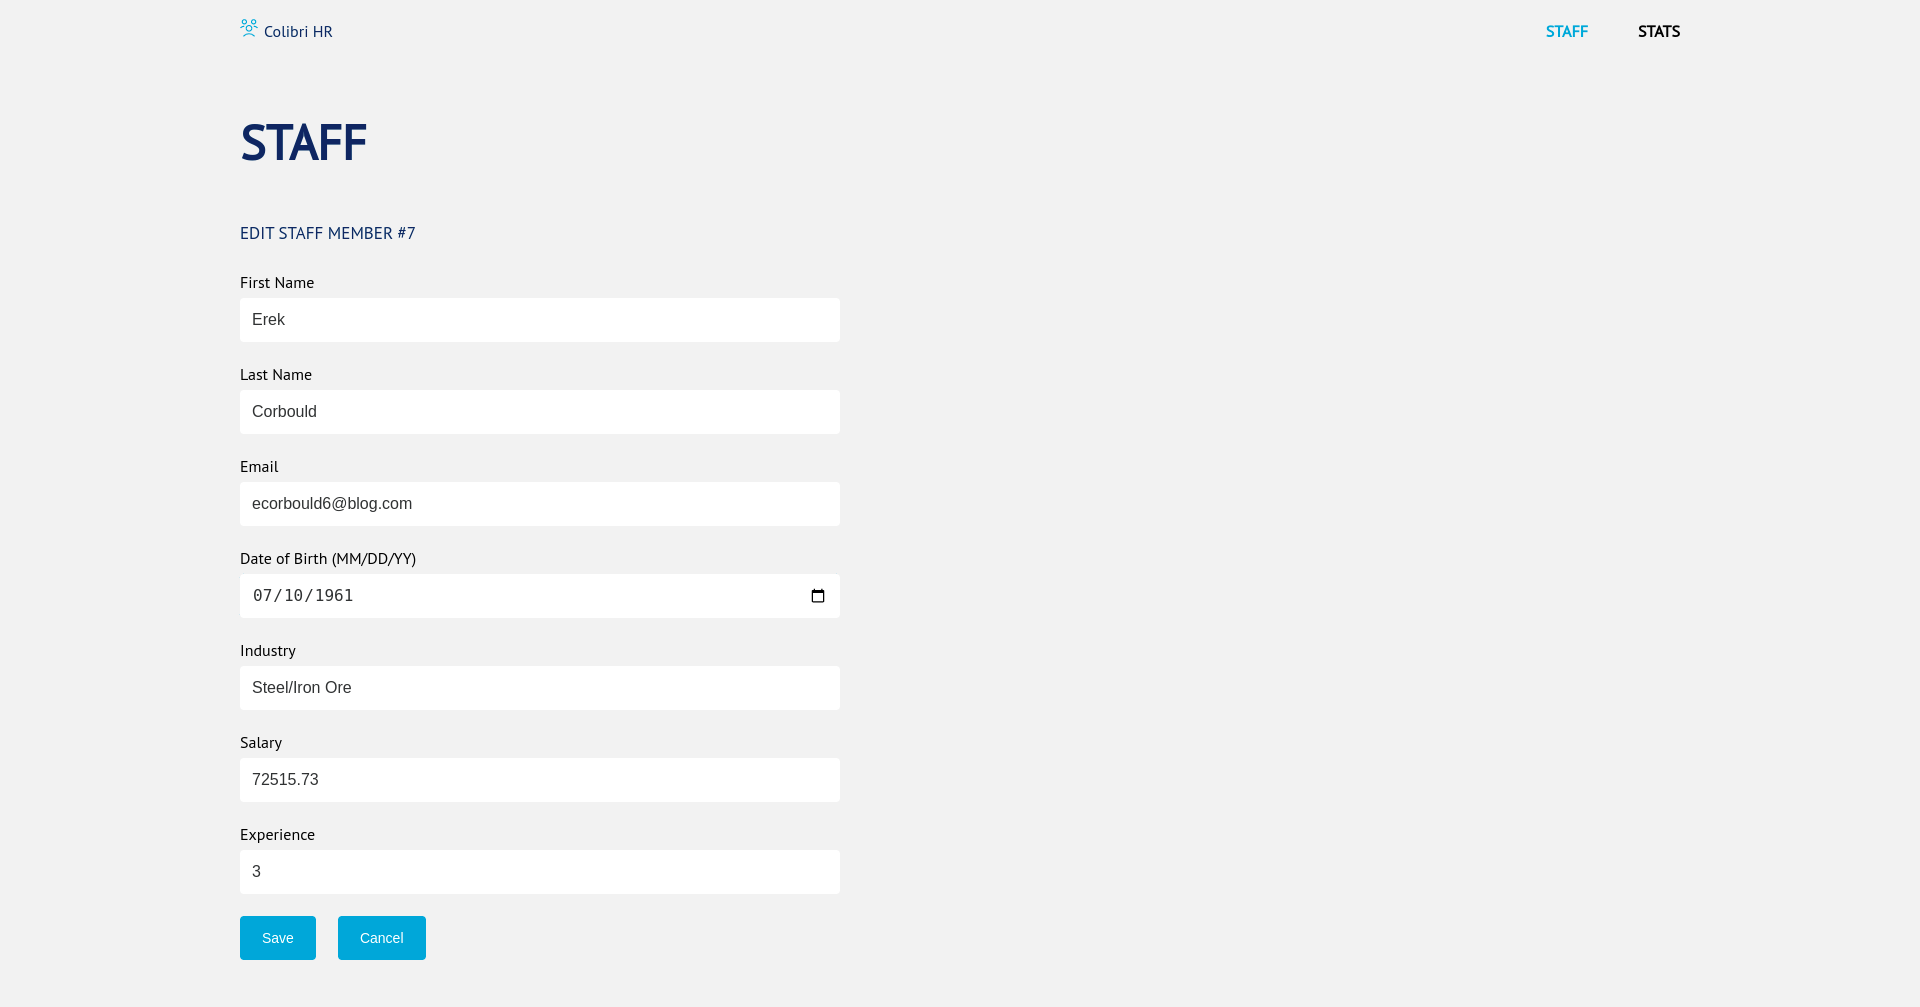 Colibri HR
STAFF
STATS
STAFF
EDIT STAFF MEMBER #7
First Name
Erek
Last Name
Corbould
Email
ecorbould6@blog.com
Date of Birth (MM/DD/YY)
07/10/1961
Industry
Steel/Iron Ore
Salary
72515.73
Experience
3
Save
Cancel